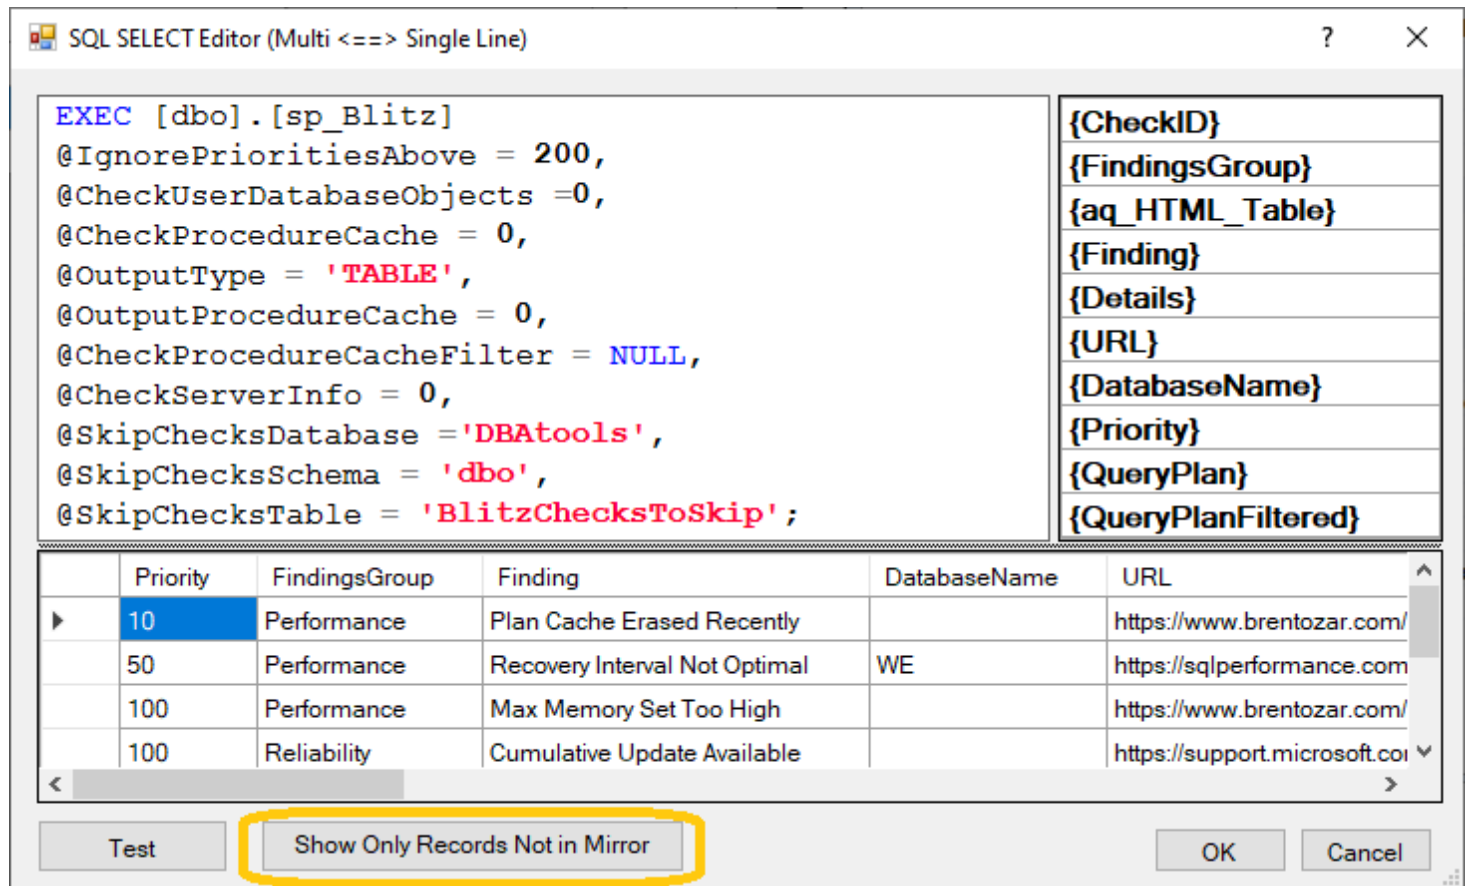 SQL SELECT Editor (Multi <==> Single Line)
?
EXEC [dbo].[sp_Blitz]
@IgnorePrioritiesAbove = 200,
@CheckUserDatabaseObjects =0,
@CheckProcedureCache = 0,
@OutputType = 'TABLE',
@OutputProcedureCache = 0,
@CheckProcedureCacheFilter = NULL,
@CheckServerInfo = 0,
@SkipChecksDatabase ='DBAtools',
@SkipChecksSchema = 'dbo',
@SkipChecksTable = 'BlitzChecksToSkip';
{CheckID}
{FindingsGroup}
{aq_HTML_Table}
{Finding}
{Details}
{URL}
{DatabaseName}
{Priority}
{QueryPlan}
{QueryPlanFiltered}
Priority FindingsGroup Finding DatabaseName URL
10 Performance Plan Cache Erased Recently https://www.brentozar.com/
50 Performance Recovery Interval Not Optimal WE https://sqlperformance.com
100 Performance Max Memory Set Too High https://www.brentozar.com/
100 Reliability Cumulative Update Available https://support.microsoft.co
Test Show Only Records Not in Mirror OK Cancel